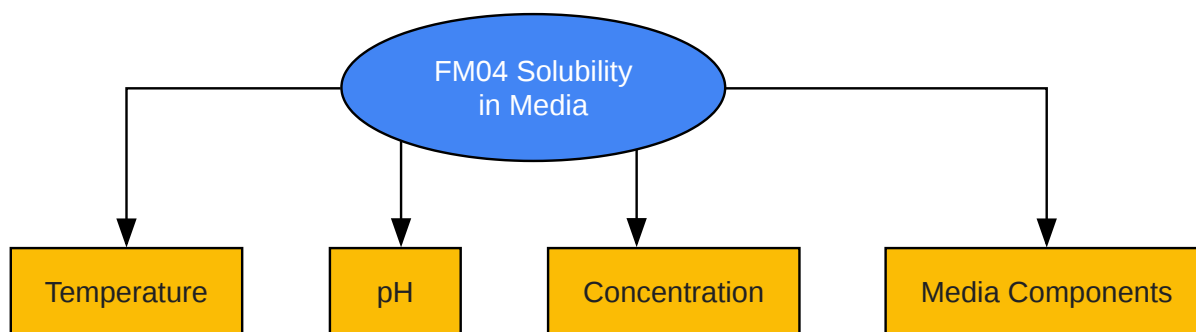 FM04 Solubility
in Media
Temperature
pH
Concentration
Media Components